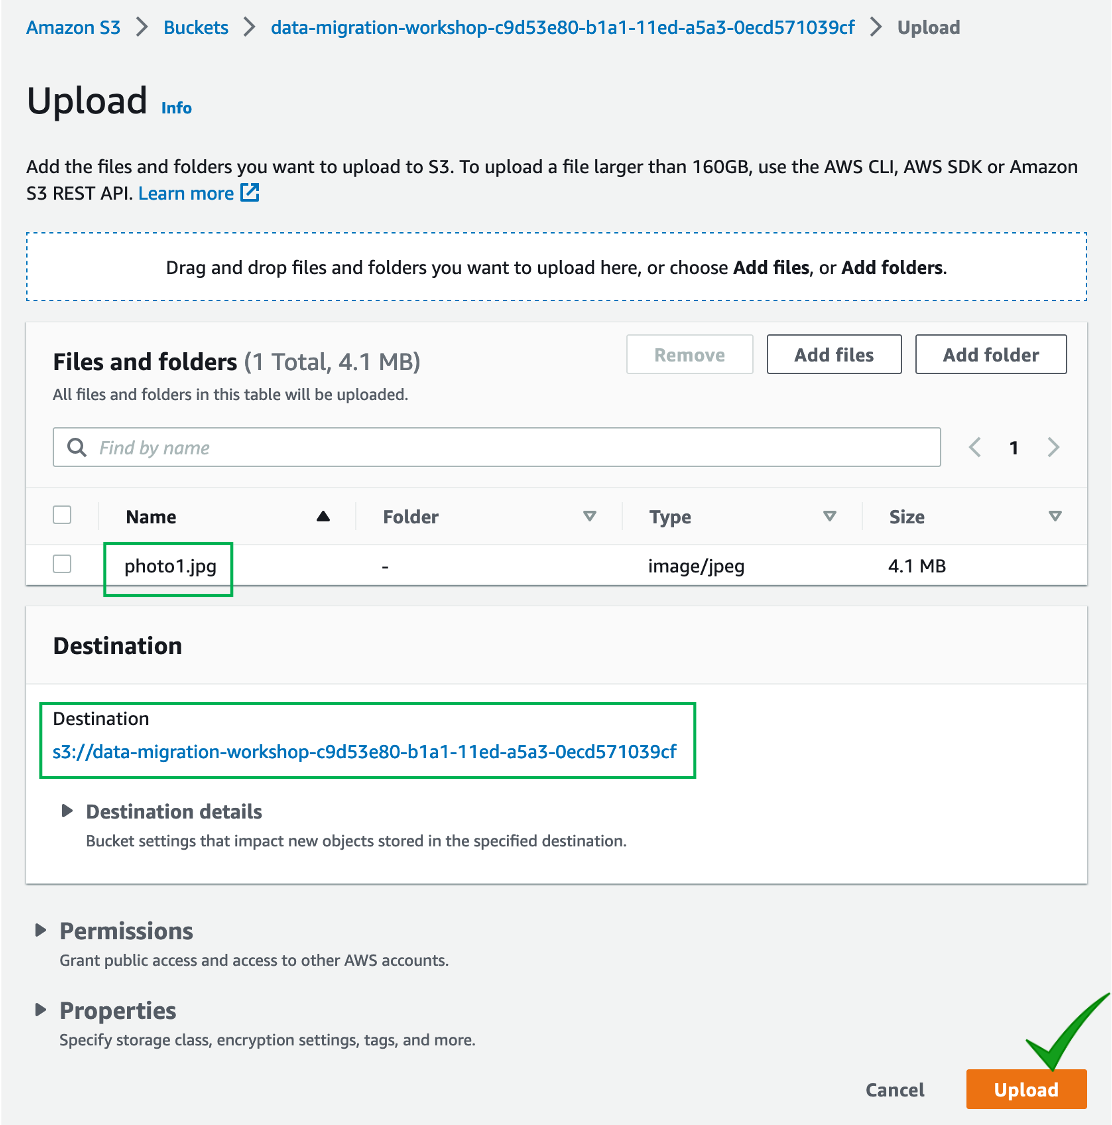 Amazon S3 > Buckets > data-migration-workshop-c9d53e80-b1a1-11ed-a5a3-0ecd571039cf > Upload
Upload Info
Add the files and folders you want to upload to S3. To upload a file larger than 160GB, use the AWS CLI, AWS SDK or Amazon
S3 REST API. Learn more
Drag and drop files and folders you want to upload here, or choose Add files, or Add folders.
Files and folders (1 Total, 4.1 MB)
Remove
Add files
Add folder
All files and folders in this table will be uploaded.
Find by name
1
Name Folder Type Size
photo1.jpg - image/jpeg 4.1 MB
Destination
Destination
s3://data-migration-workshop-c9d53e80-b1a1-11ed-a5a3-0ecd571039cf
Destination details
Bucket settings that impact new objects stored in the specified destination.
Permissions
Grant public access and access to other AWS accounts.
Properties
Specify storage class, encryption settings, tags, and more.
Cancel Upload